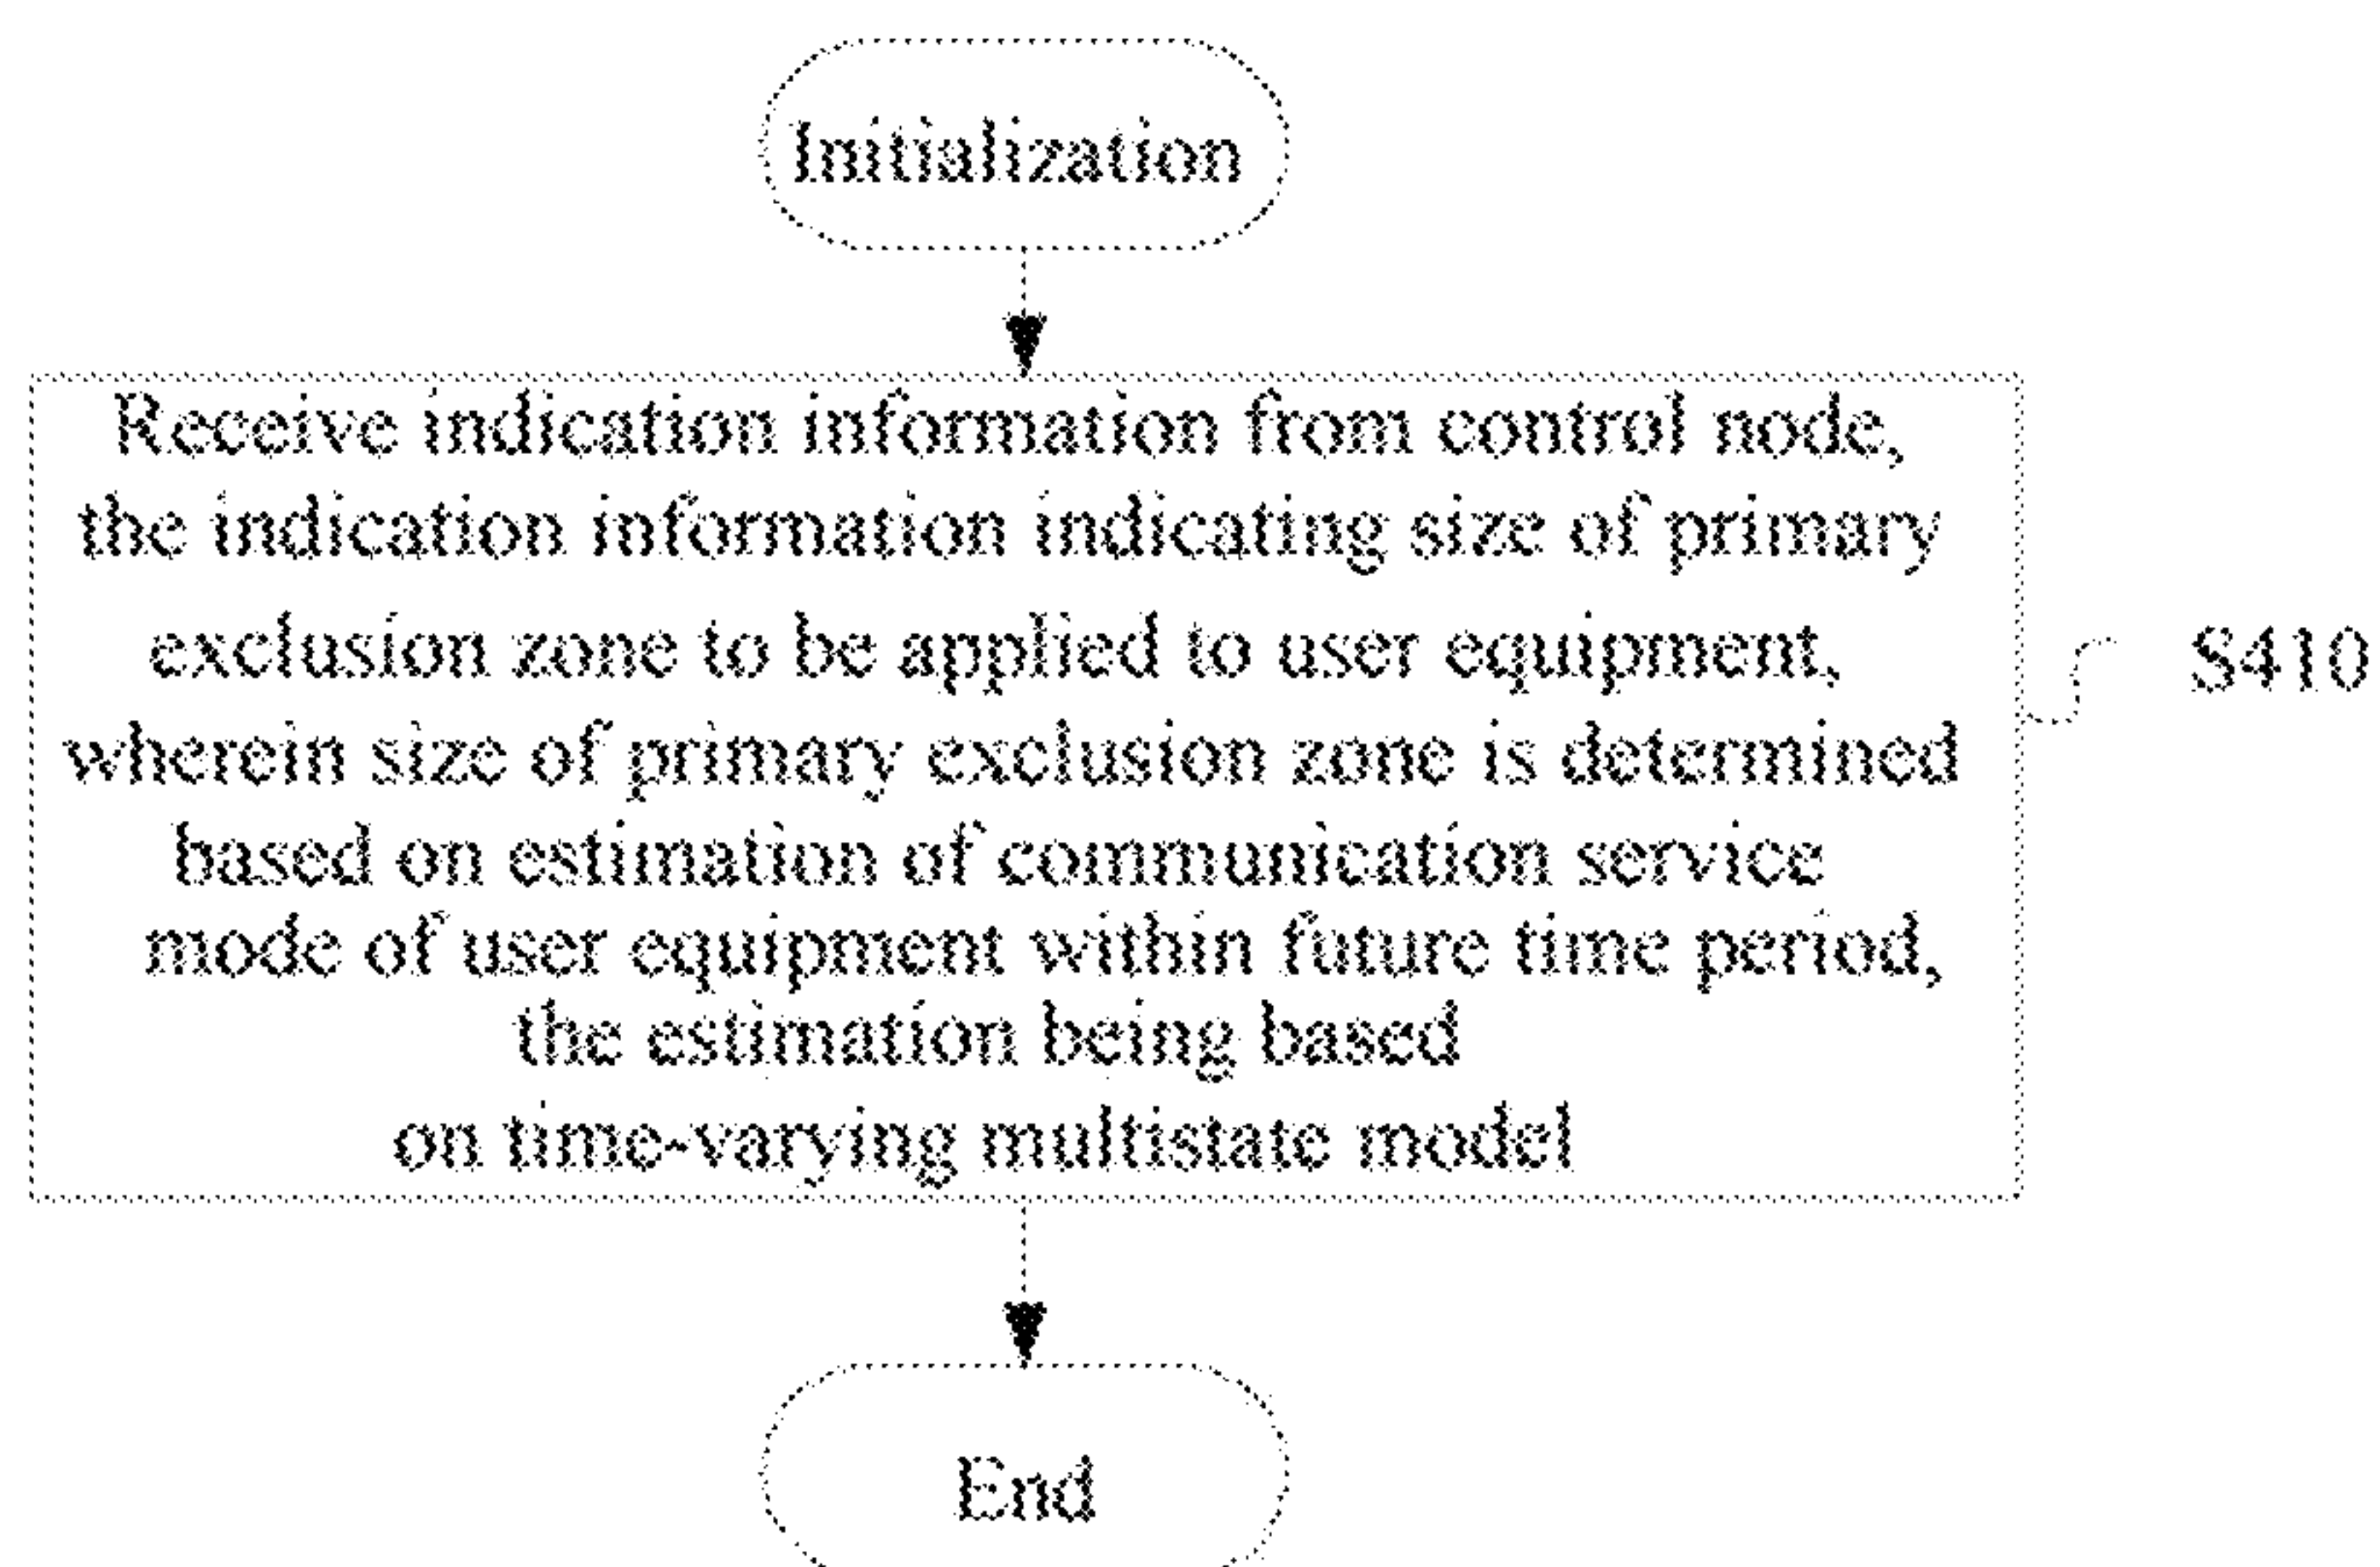 Initialization
Receive indication information from control node,
the indication information indicating size of primary
exclusion zone to be applied to user equipment,
wherein size of primary exclusion zone is determined
based on estimation of communication service
mode of user equipment within future time period,
the estimation being based
on time-varying multistate model
S410
End